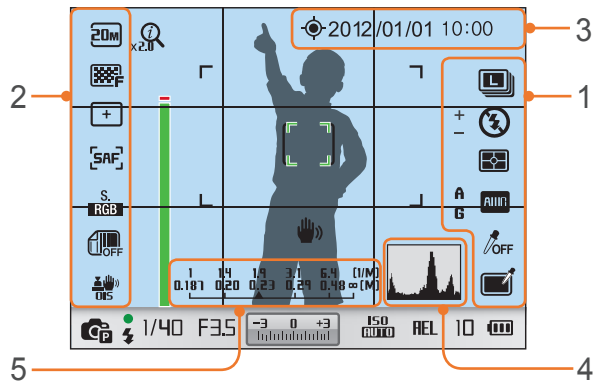 3
2012/01/01 10:00
2
1
20M
i
x2.0
F
L
+
+
−
SAF
A
G
AWB
S.
RGB
OFF
OFF
OIS
1 1.4 1.9 3.1 6.4 (1/M)
0.187 0.20 0.23 0.29 0.48 ∞ (M)
P
1/40 F3.5
-3 0 +3
ISO
AUTO
AEL
10
5
4